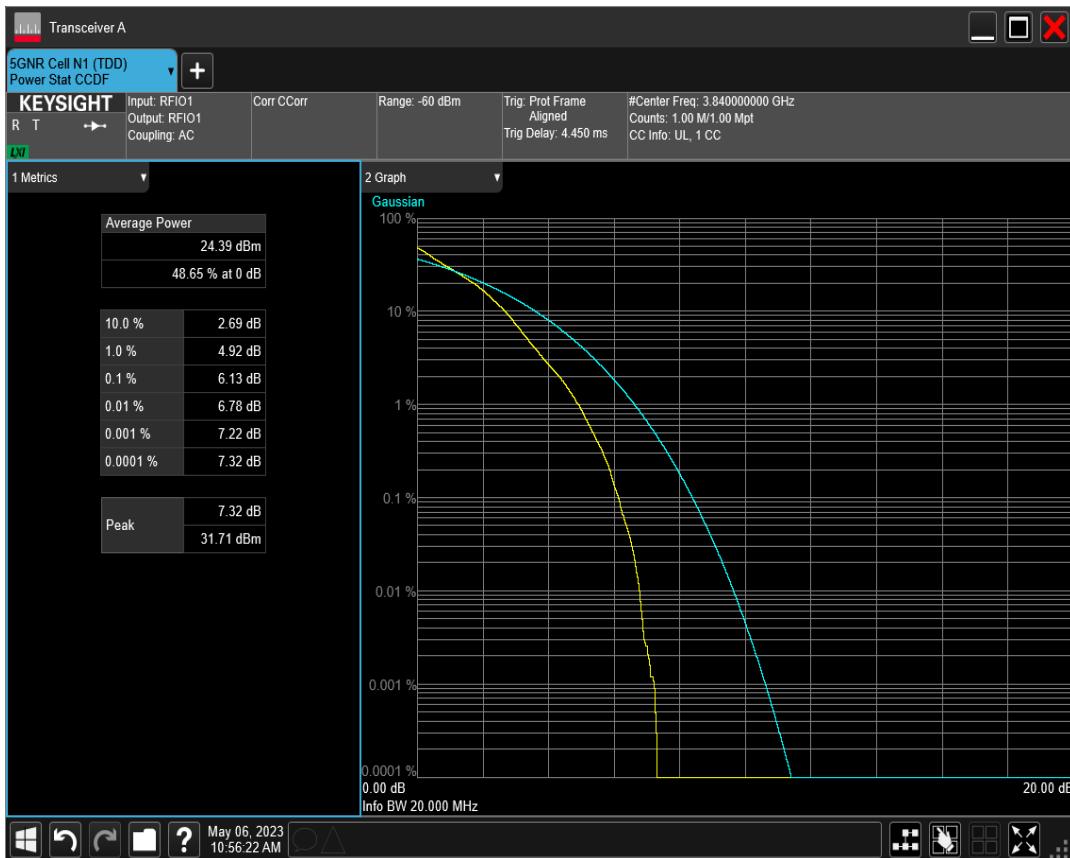 Transceiver A
5GNR Cell N1 (TDD)
Power Stat CCDF
+
KEYSIGHT
R T
LXI
Input: RFIO1
Output: RFIO1
Coupling: AC
Corr CCorr
Range: -60 dBm
Trig: Prot Frame
Aligned
Trig Delay: 4.450 ms
#Center Freq: 3.840000000 GHz
Counts: 1.00 M/1.00 Mpt
CC Info: UL, 1 CC
1 Metrics
Average Power
24.39 dBm
48.65 % at 0 dB
10.0 % 2.69 dB
1.0 % 4.92 dB
0.1 % 6.13 dB
0.01 % 6.78 dB
0.001 % 7.22 dB
0.0001 % 7.32 dB
Peak
7.32 dB
31.71 dBm
2 Graph
Gaussian
100 %
10 %
1 %
0.1 %
0.01 %
0.001 %
0.0001 %
0.00 dB
20.00 dB
Info BW 20.000 MHz
?
May 06, 2023
10:56:22 AM